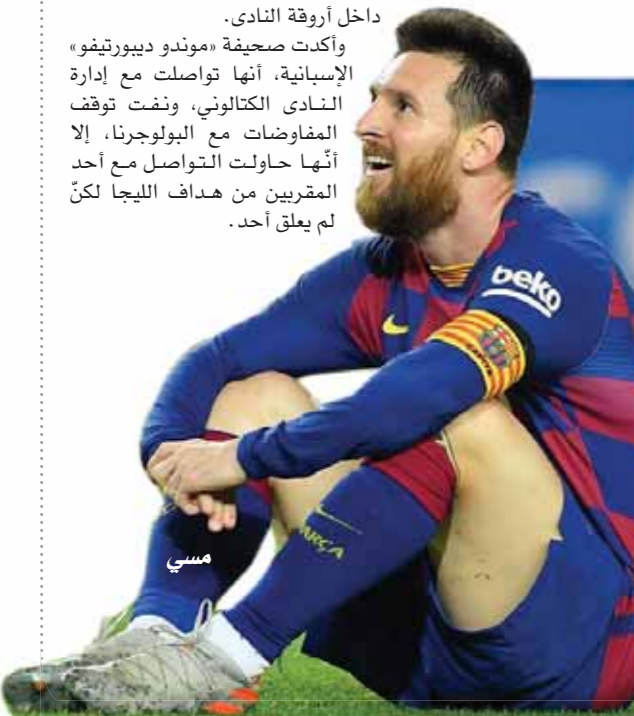 داخل أروقة النادى.
وأكدت صحيفة «موندو ديبورتيفو»
الإسبانية، أنها تواصلت مع إدارة
النادى الكتالوني، ونفت توقف
المفاوضات مع البولوجرنا، إلا
أنّها حاولت التواصل مع أحد
المقربين من هداف الليجا لكنّ
لم يعلق أحد.
beko
مسي